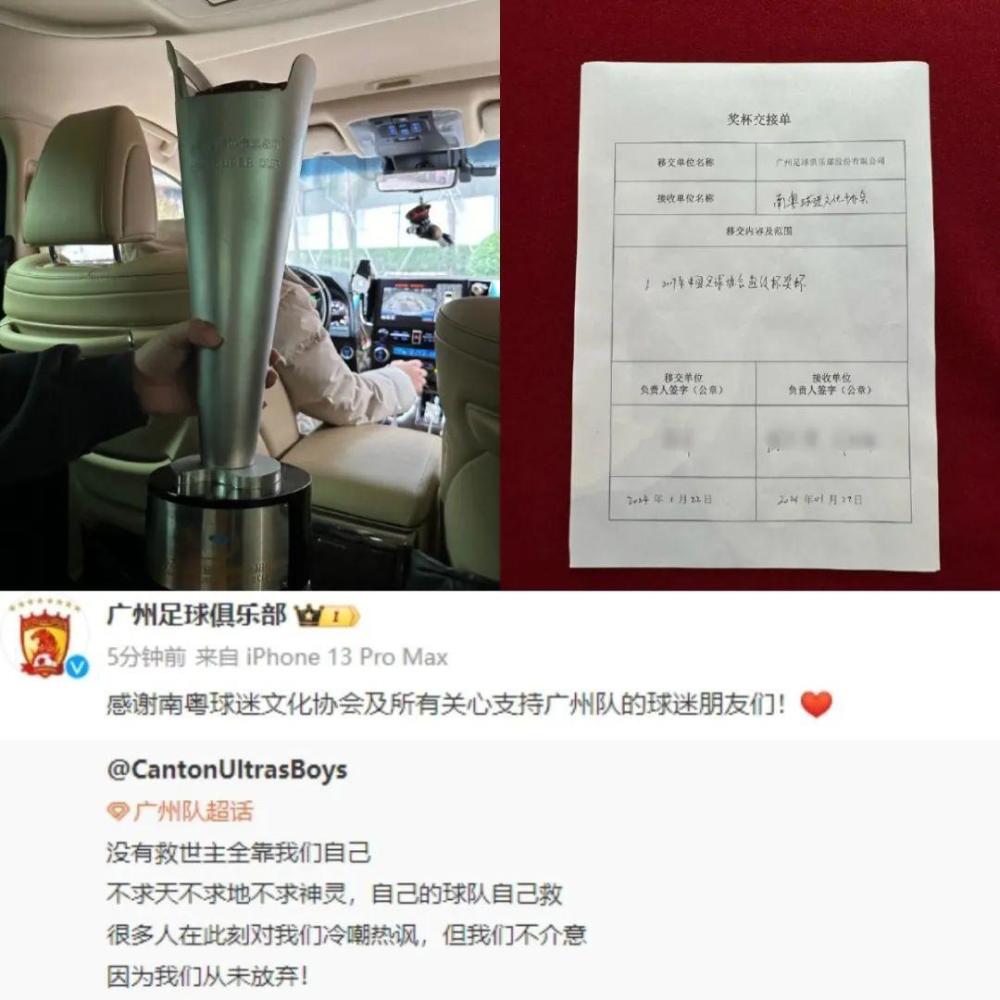 奖杯交接单
移交单位名称
广州足球俱乐部股份有限公司
接收单位名称
南粤球迷文化协会
移交内容及范围
1. 2017年中国足球协会超级杯奖杯
移交单位
负责人签字（公章）
接收单位
负责人签字（公章）
2024年1月22日
年01月
日
广州足球俱乐部
I
5分钟前 来自 iPhone 13 Pro Max
感谢南粤球迷文化协会及所有关心支持广州队的球迷朋友们！
@CantonUltrasBoys
广州队超话
没有救世主全靠我们自己
不求天不求地不求神灵，自己的球队自己救
很多人在此刻对我们冷嘲热讽，但我们不介意
因为我们从未放弃！